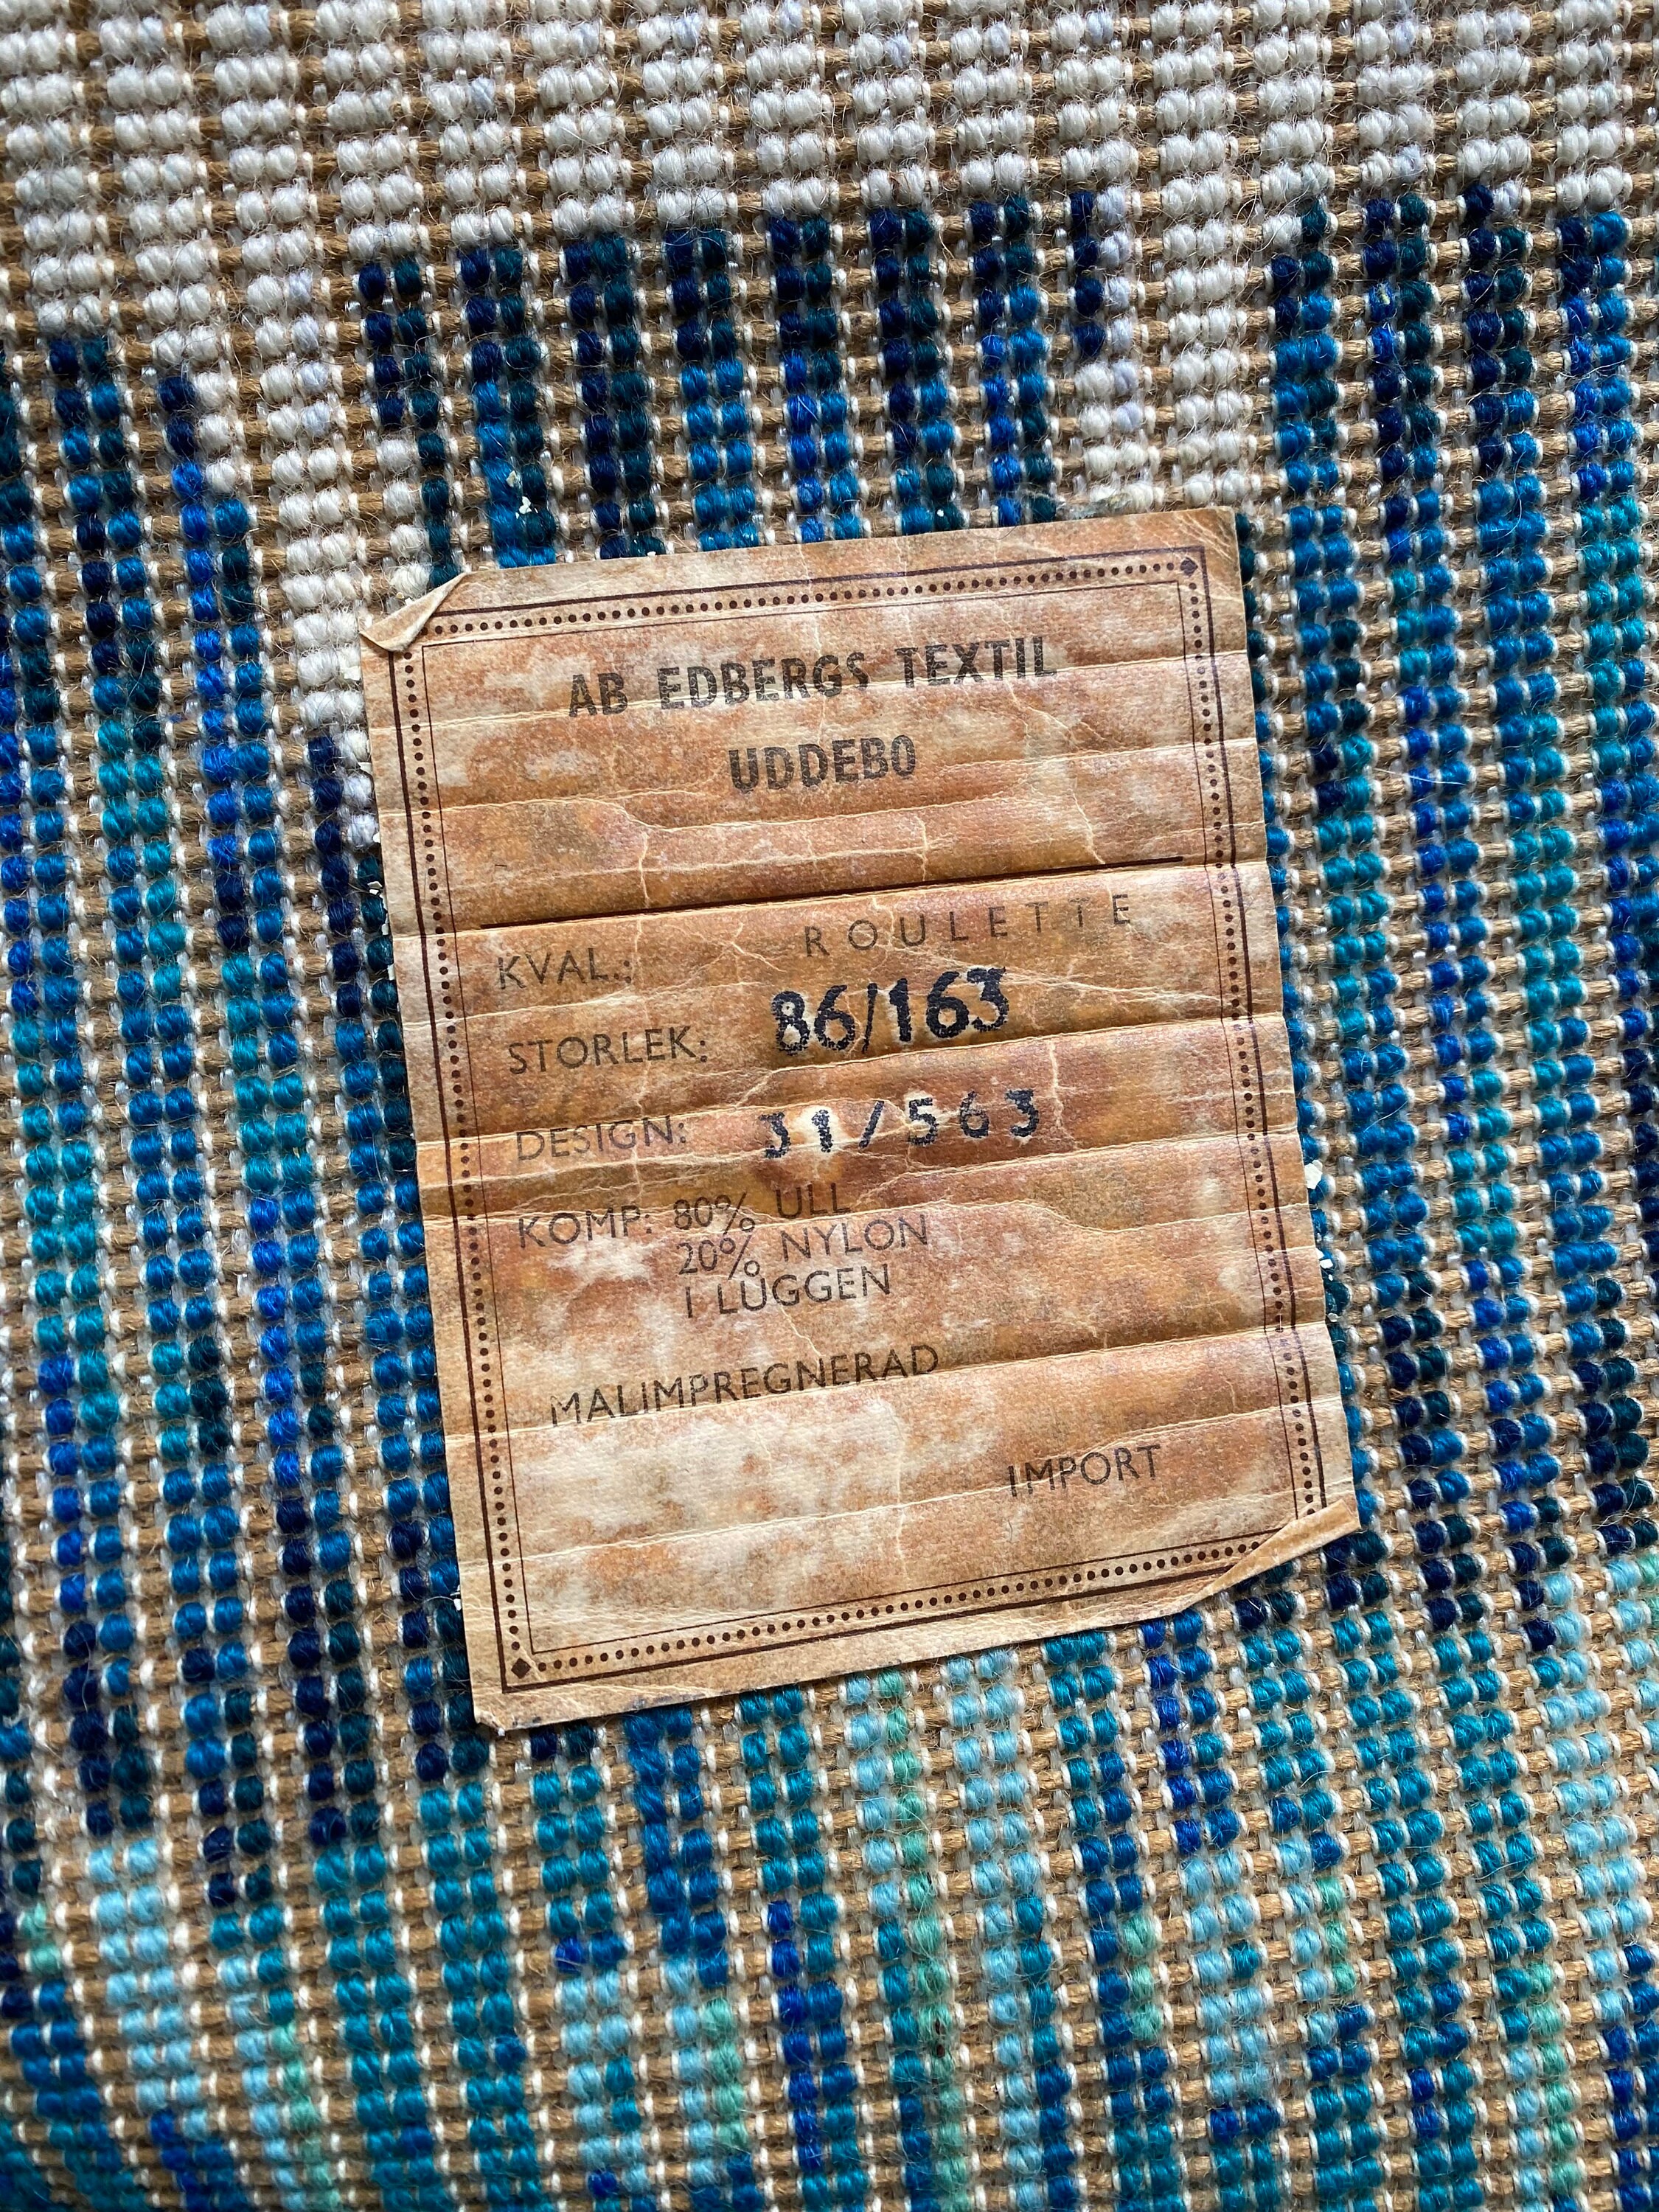 AB EDBERGS TEXTIL
UDDEBO
KVAL.: ROULETTE
STORLEK: 86/163
DESIGN: 31/563
KOMP: 80% ULL
20% NYLON
I LUGGEN
MALIMPREGNERAD
IMPORT